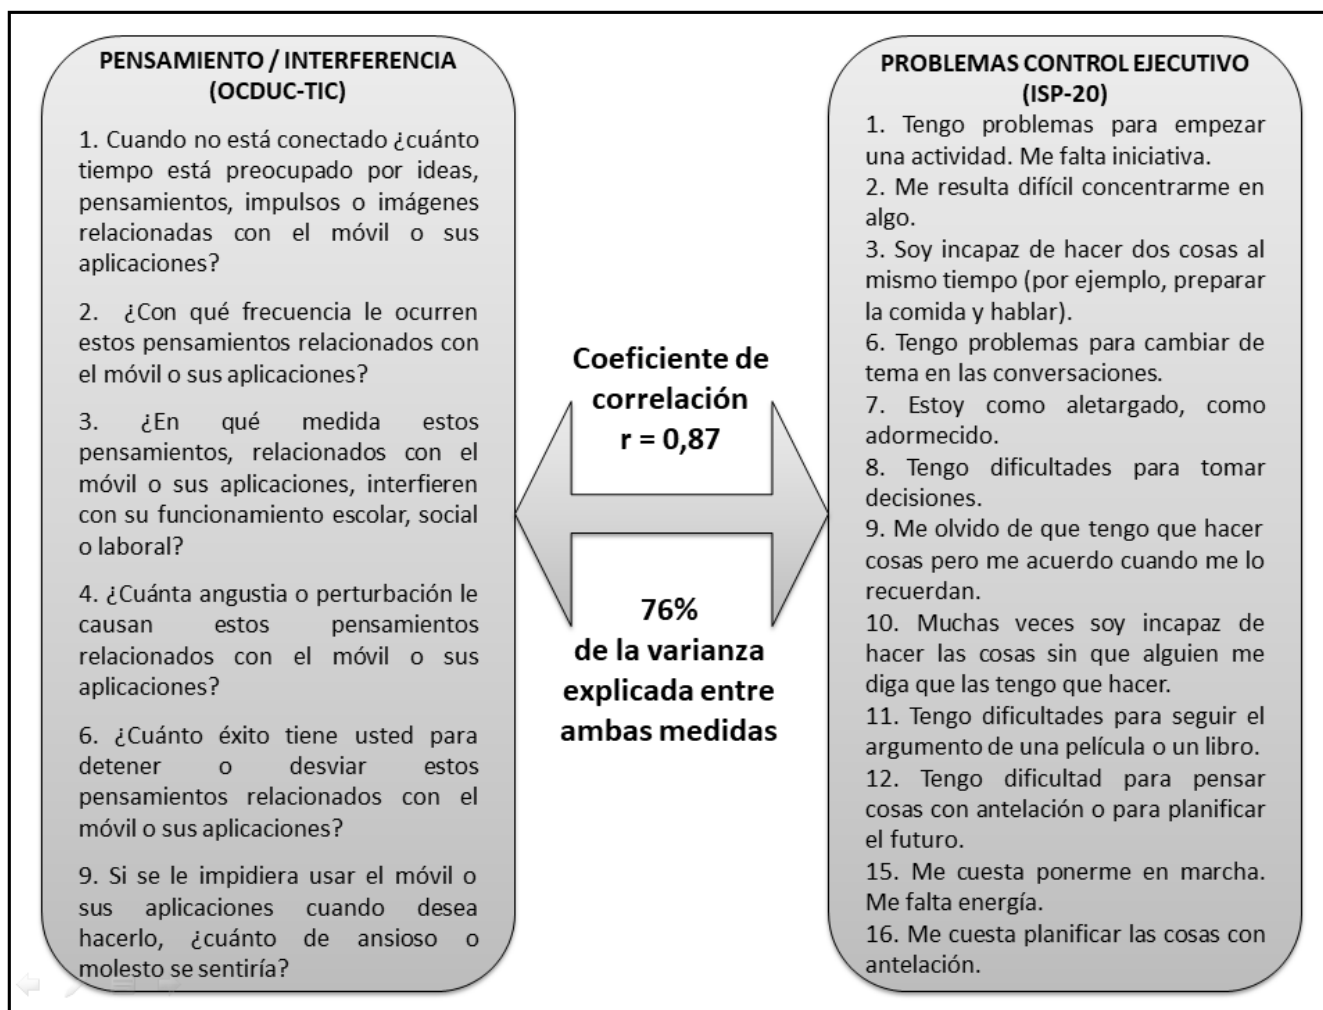 PENSAMIENTO / INTERFERENCIA
(OCDUC-TIC)
1. Cuando no está conectado ¿cuánto
tiempo está preocupado por ideas,
pensamientos, impulsos o imágenes
relacionadas con el móvil o sus
aplicaciones?
2. ¿Con qué frecuencia le ocurren
estos pensamientos relacionados con
el móvil o sus aplicaciones?
3. ¿En qué medida estos
pensamientos, relacionados con el
móvil o sus aplicaciones, interfieren
con su funcionamiento escolar, social
o laboral?
4. ¿Cuánta angustia o perturbación le
causan estos pensamientos
relacionados con el móvil o sus
aplicaciones?
6. ¿Cuánto éxito tiene usted para
detener o desviar estos
pensamientos relacionados con el
móvil o sus aplicaciones?
9. Si se le impidiera usar el móvil o
sus aplicaciones cuando desea
hacerlo, ¿cuánto de ansioso o
molesto se sentiría?
Coeficiente de
correlación
r = 0,87
76%
de la varianza
explicada entre
ambas medidas
PROBLEMAS CONTROL EJECUTIVO
(ISP-20)
1. Tengo problemas para empezar
una actividad. Me falta iniciativa.
2. Me resulta difícil concentrarme en
algo.
3. Soy incapaz de hacer dos cosas al
mismo tiempo (por ejemplo, preparar
la comida y hablar).
6. Tengo problemas para cambiar de
tema en las conversaciones.
7. Estoy como aletargado, como
adormecido.
8. Tengo dificultades para tomar
decisiones.
9. Me olvido de que tengo que hacer
cosas pero me acuerdo cuando me lo
recuerdan.
10. Muchas veces soy incapaz de
hacer las cosas sin que alguien me
diga que las tengo que hacer.
11. Tengo dificultades para seguir el
argumento de una película o un libro.
12. Tengo dificultad para pensar
cosas con antelación o para planificar
el futuro.
15. Me cuesta ponerme en marcha.
Me falta energía.
16. Me cuesta planificar las cosas con
antelación.